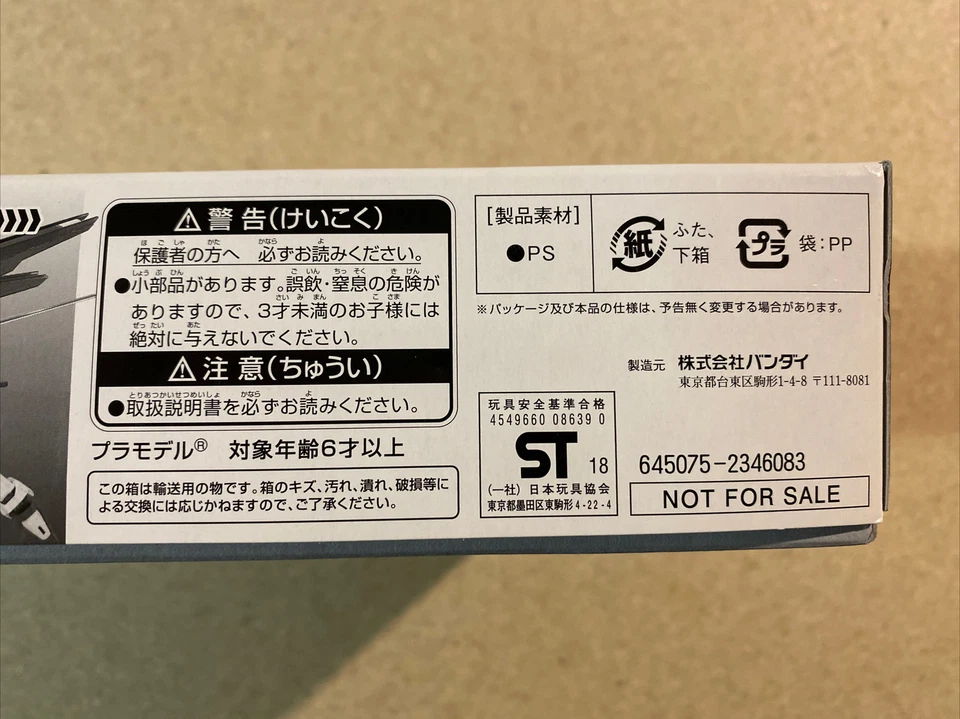 ⚠警告(けいこく)
保護者の方へ 必ずお読みください。
●小部品があります。誤飲・窒息の危険が
ありますので、3才未満のお子様には
絶対に与えないでください。
⚠注意(ちゅうい)
●取扱説明書を必ずお読みください。
プラモデル® 対象年齢6才以上
この箱は輸送用の物です。箱のキズ、汚れ、潰れ、破損等に
よる交換には応じかねますので、ご了承ください。
[製品素材]
●PS
紙 ふた、
下箱
プラ 袋:PP
※パッケージ及び本品の仕様は、予告無く変更する場合があります。
製造元 株式会社バンダイ
東京都台東区駒形1-4-8 〒111-8081
玩具安全基準合格
4549660 08639 0
ST 18
(一社) 日本玩具協会
東京都墨田区東駒形4-22-4
645075-2346083
NOT FOR SALE